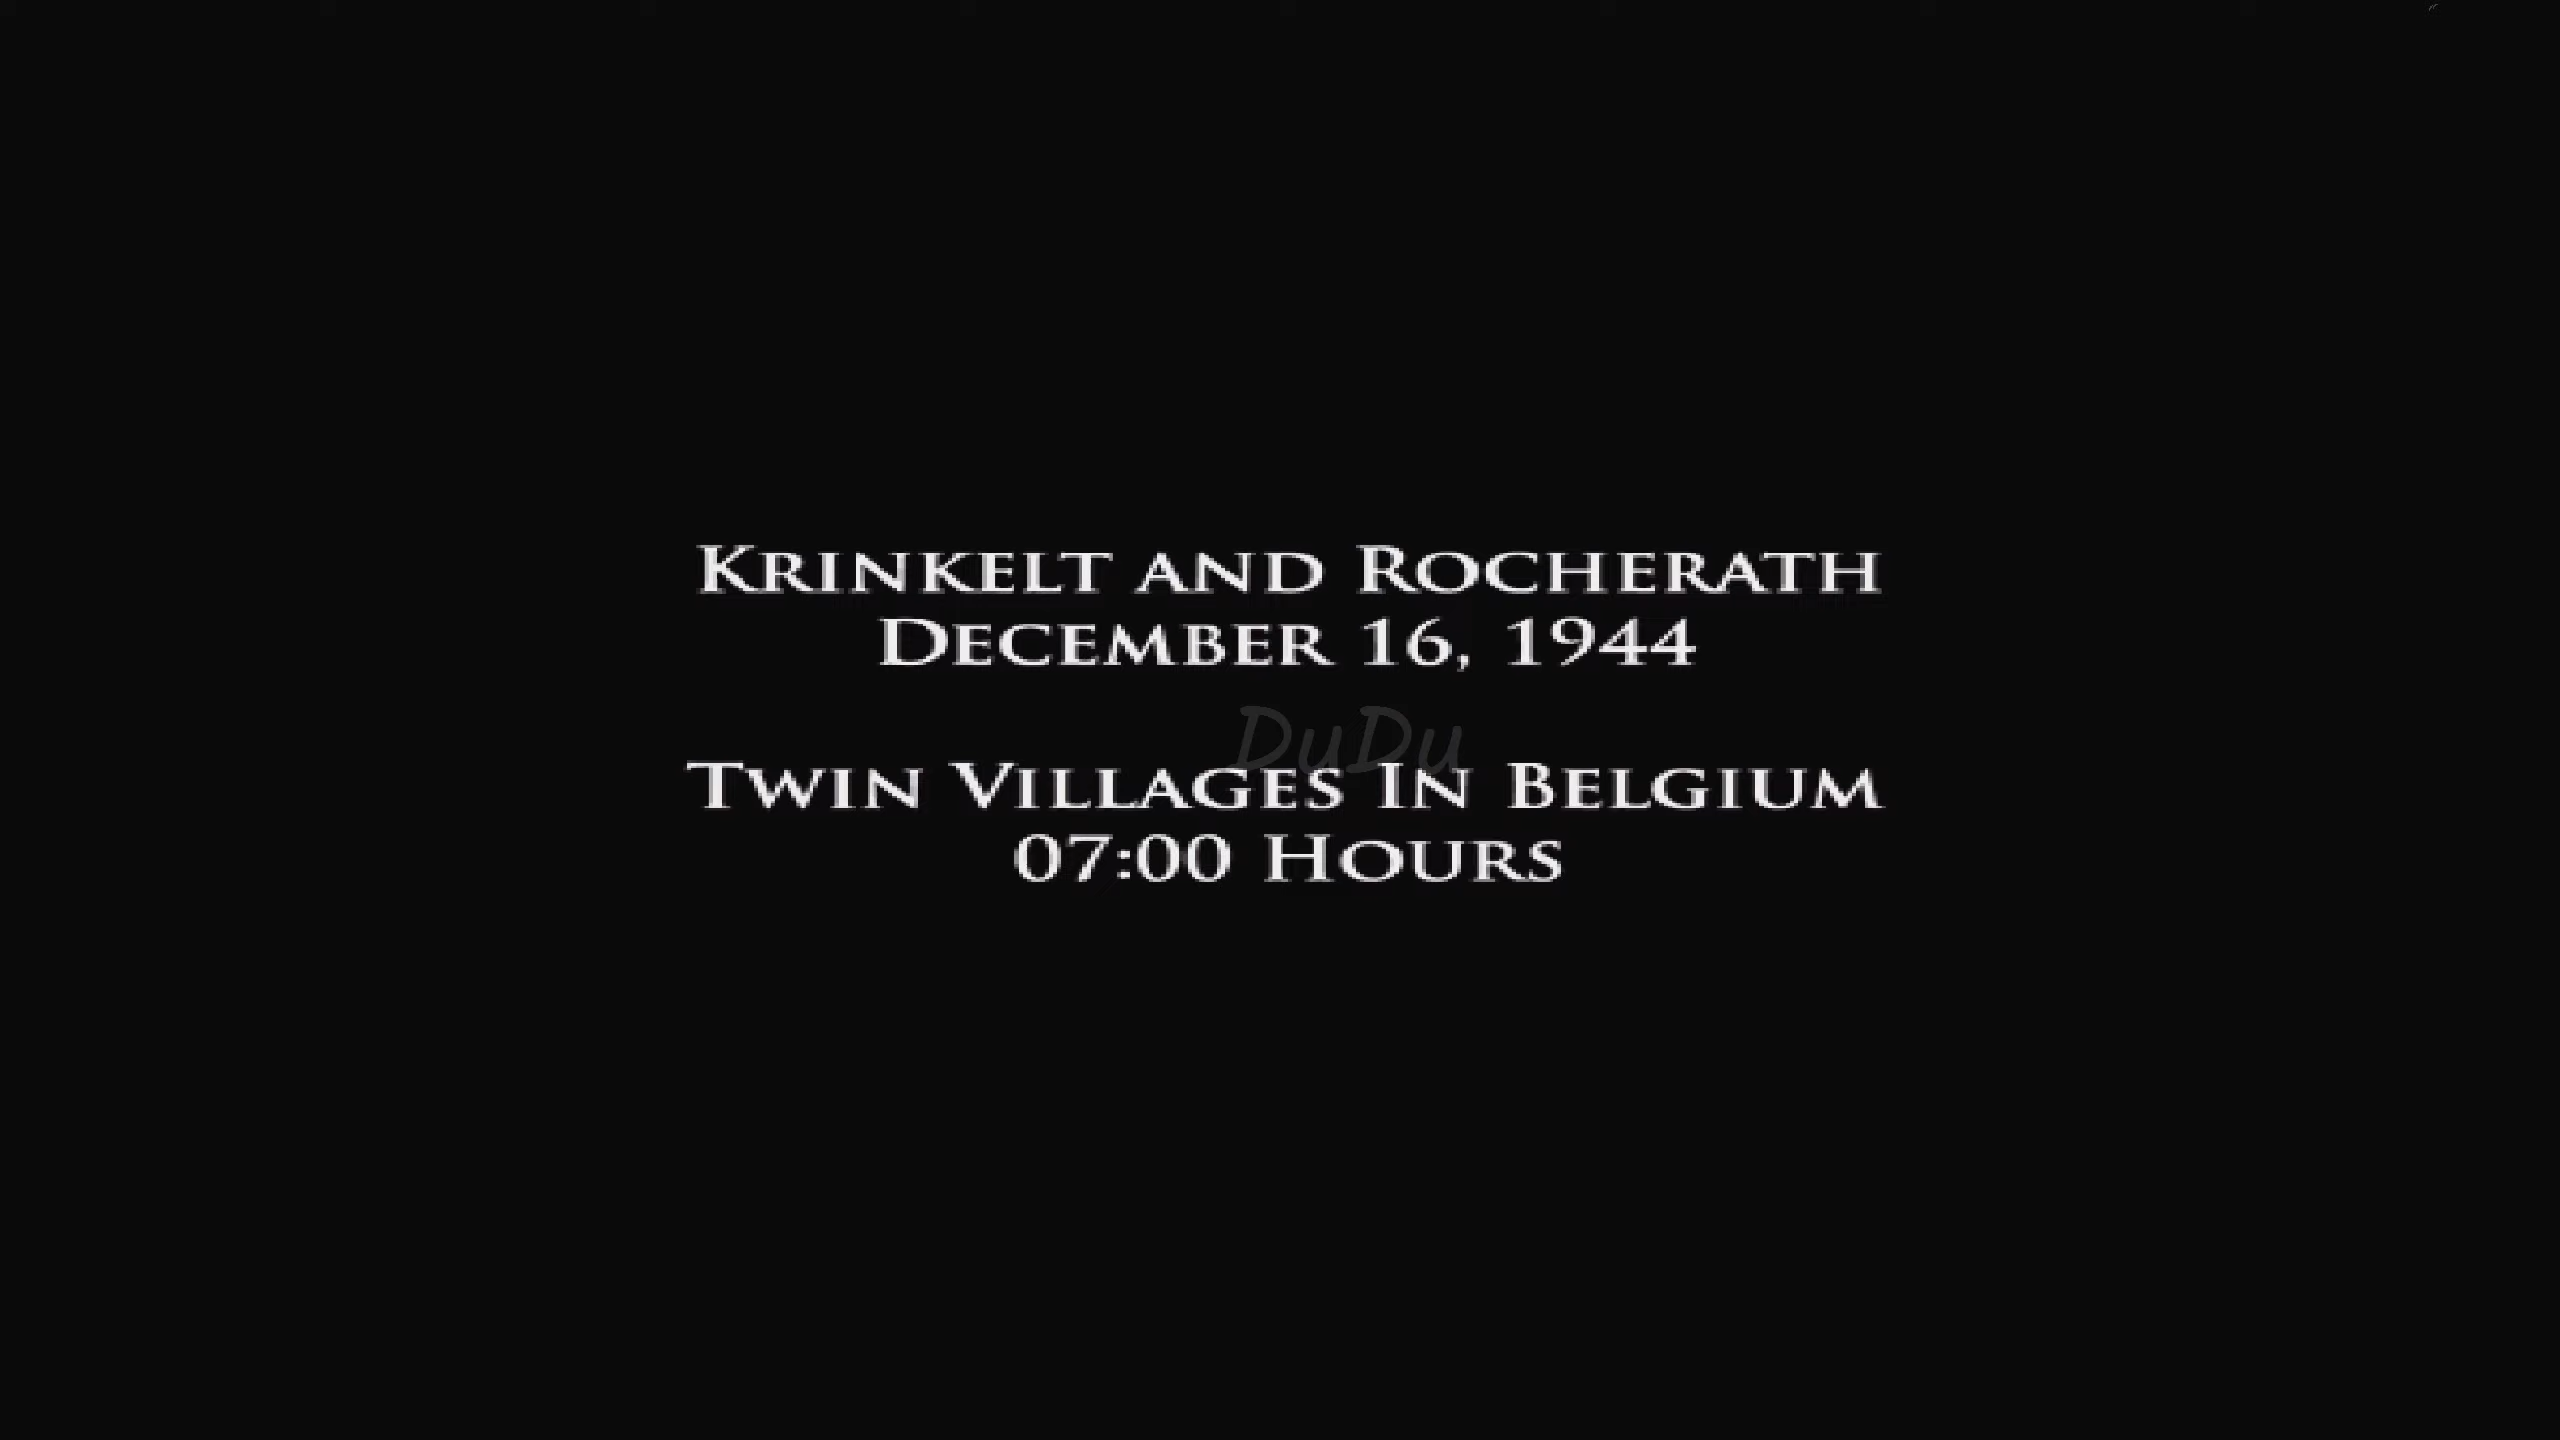 Krinkelt and Rocherath
December 16, 1944
DuDu
Twin Villages In Belgium
07:00 Hours